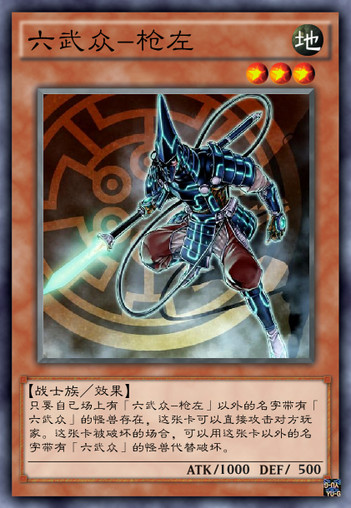 六武众-枪左
地
【战士族／效果】
只要自己场上有「六武众-枪左」以外的名字带有「
六武众」的怪兽存在，这张卡可以直接攻击对方玩
家。这张卡被破坏的场合，可以用这张卡以外的名
字带有「六武众」的怪兽代替破坏。
ATK/1000 DEF/ 500